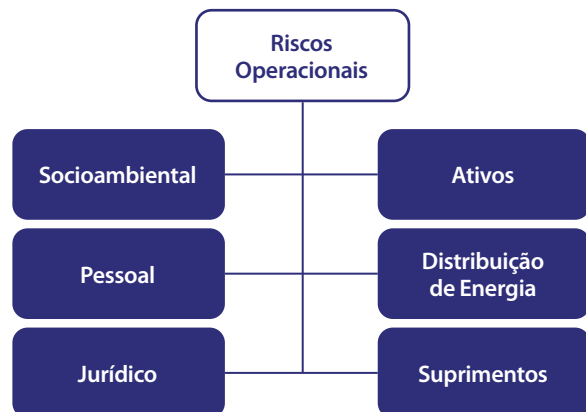 Riscos
Operacionais
Socioambiental
Ativos
Pessoal
Distribuição
de Energia
Jurídico
Suprimentos